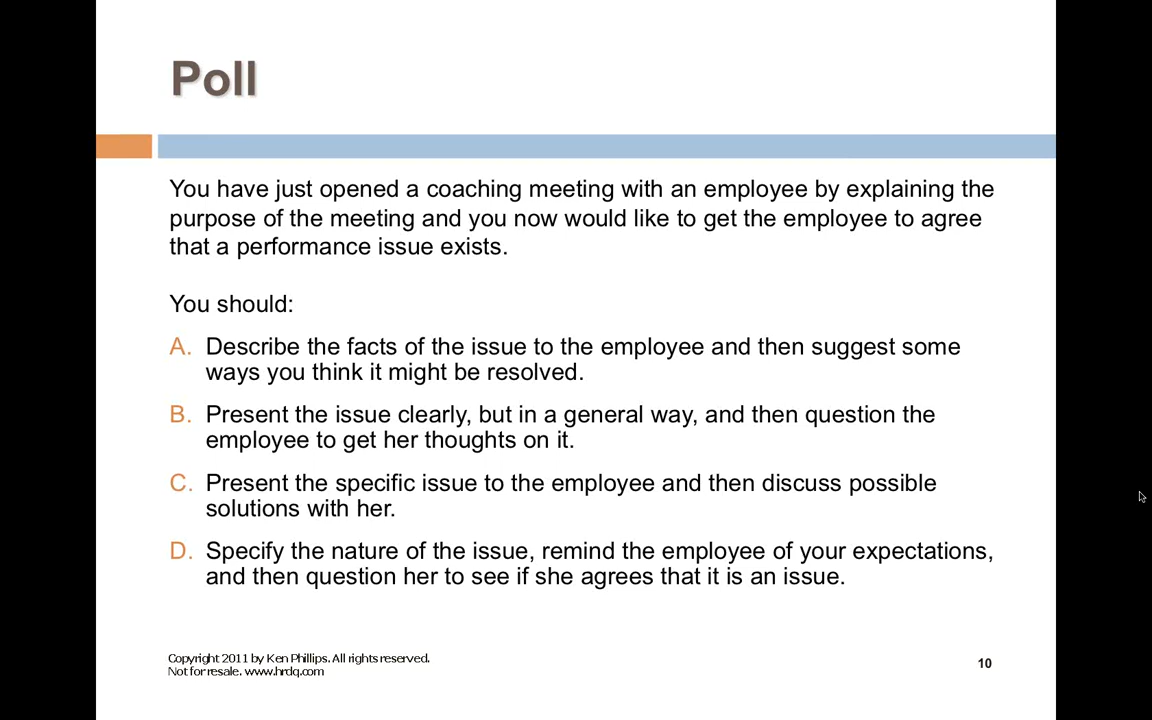 Poll
You have just opened a coaching meeting with an employee by explaining the
purpose of the meeting and you now would like to get the employee to agree
that a performance issue exists.
You should:
A. Describe the facts of the issue to the employee and then suggest some
ways you think it might be resolved.
B. Present the issue clearly, but in a general way, and then question the
employee to get her thoughts on it.
C. Present the specific issue to the employee and then discuss possible
solutions with her.
D. Specify the nature of the issue, remind the employee of your expectations,
and then question her to see if she agrees that it is an issue.
Copyright 2011 by Ken Phillips. All rights reserved.
Not for resale. www.hrdq.com
10